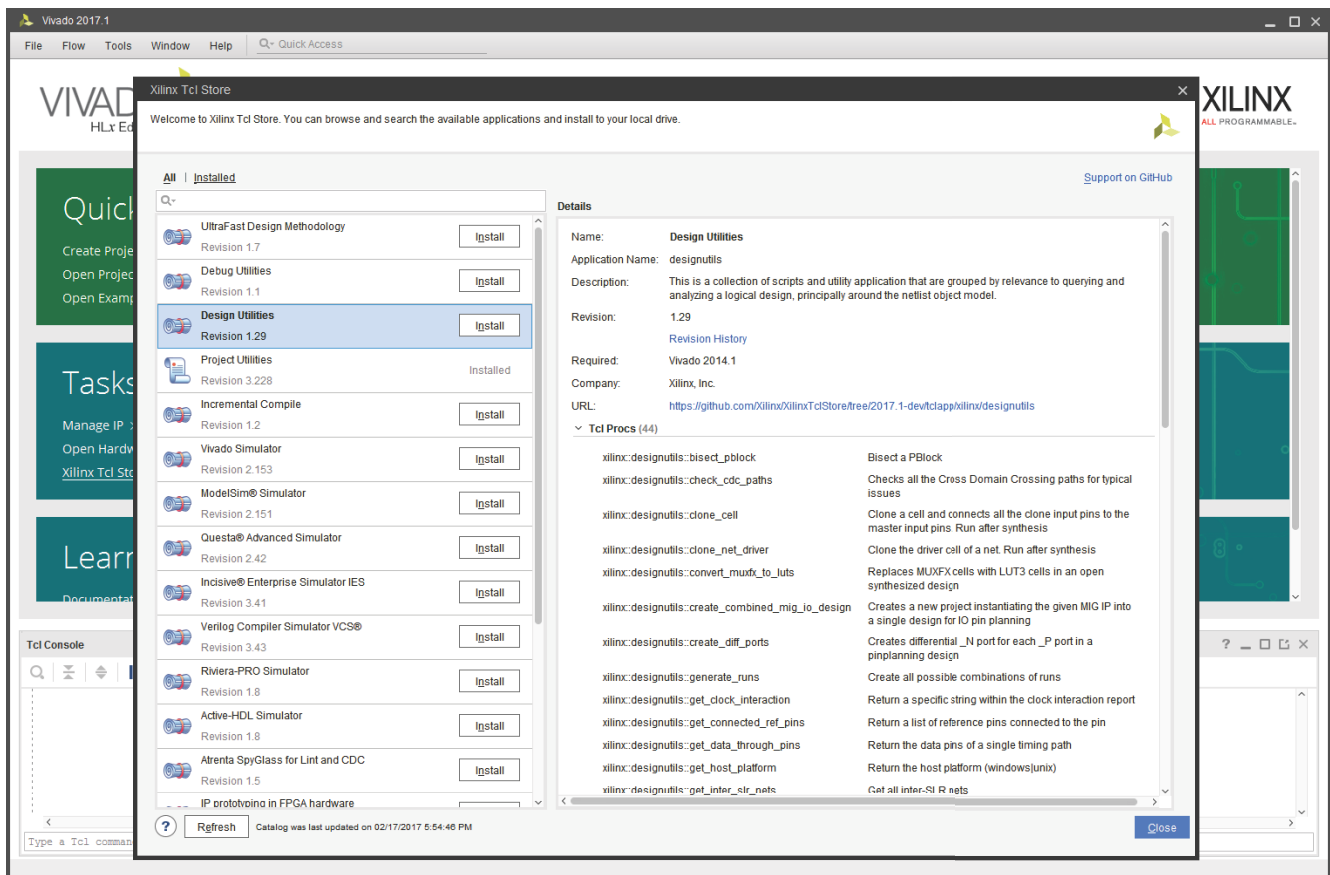 Vivado 2017.1
File Flow Tools Window Help Quick Access
VIVADO
HLx Ed
XILINX
ALL PROGRAMMABLE™
Xilinx Tcl Store
Welcome to Xilinx Tcl Store. You can browse and search the available applications and install to your local drive.
All | Installed
Support on GitHub
Quick
Create Proje
Open Projec
Open Examp
Tasks
Manage IP >
Open Hardw
Xilinx Tcl Sto
Learn
Documentat
UltraFast Design Methodology
Revision 1.7
Install
Debug Utilities
Revision 1.1
Install
Design Utilities
Revision 1.29
Install
Project Utilities
Revision 3.228
Installed
Incremental Compile
Revision 1.2
Install
Vivado Simulator
Revision 2.153
Install
ModelSim® Simulator
Revision 2.151
Install
Questa® Advanced Simulator
Revision 2.42
Install
Incisive® Enterprise Simulator IES
Revision 3.41
Install
Verilog Compiler Simulator VCS®
Revision 3.43
Install
Riviera-PRO Simulator
Revision 1.8
Install
Active-HDL Simulator
Revision 1.8
Install
Atrenta SpyGlass for Lint and CDC
Revision 1.5
Install
IP prototyping in FPGA hardware
Details
Name: Design Utilities
Application Name: designutils
Description: This is a collection of scripts and utility application that are grouped by relevance to querying and
analyzing a logical design, principally around the netlist object model.
Revision: 1.29
Revision History
Required: Vivado 2014.1
Company: Xilinx, Inc.
URL: https://github.com/Xilinx/XilinxTclStore/tree/2017.1-dev/tclapp/xilinx/designutils
Tcl Procs (44)
xilinx::designutils::bisect_pblock Bisect a PBlock
xilinx::designutils::check_cdc_paths Checks all the Cross Domain Crossing paths for typical
issues
xilinx::designutils::clone_cell Clone a cell and connects all the clone input pins to the
master input pins. Run after synthesis
xilinx::designutils::clone_net_driver Clone the driver cell of a net. Run after synthesis
xilinx::designutils::convert_muxfx_to_luts Replaces MUXFX cells with LUT3 cells in an open
synthesized design
xilinx::designutils::create_combined_mig_io_design Creates a new project instantiating the given MIG IP into
a single design for IO pin planning
xilinx::designutils::create_diff_ports Creates differential _N port for each _P port in a
pinplanning design
xilinx::designutils::generate_runs Create all possible combinations of runs
xilinx::designutils::get_clock_interaction Return a specific string within the clock interaction report
xilinx::designutils::get_connected_ref_pins Return a list of reference pins connected to the pin
xilinx::designutils::get_data_through_pins Return the data pins of a single timing path
xilinx::designutils::get_host_platform Return the host platform (windows|unix)
xilinx::designutils::get_inter_slr_nets Get all inter-SLR nets
? Refresh Catalog was last updated on 02/17/2017 5:54:46 PM
Close
Tcl Console
Type a Tcl comman